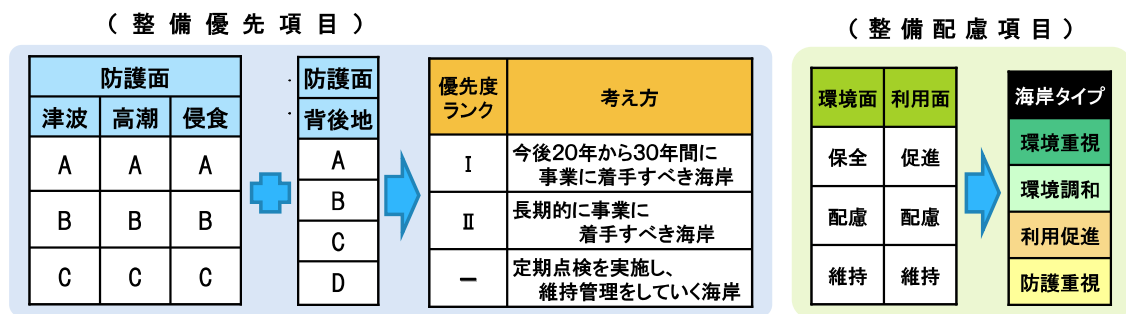 （整備優先項目）
（整備配慮項目）
防護面
津波 高潮 侵食
A A A
B B B
C C C
防護面
背後地
A
B
C
D
優先度
ランク
考え方
Ⅰ
今後20年から30年間に
事業に着手すべき海岸
Ⅱ
長期的に事業に
着手すべき海岸
－
定期点検を実施し、
維持管理をしていく海岸
環境面 利用面
保全 促進
配慮 配慮
維持 維持
海岸タイプ
環境重視
環境調和
利用促進
防護重視